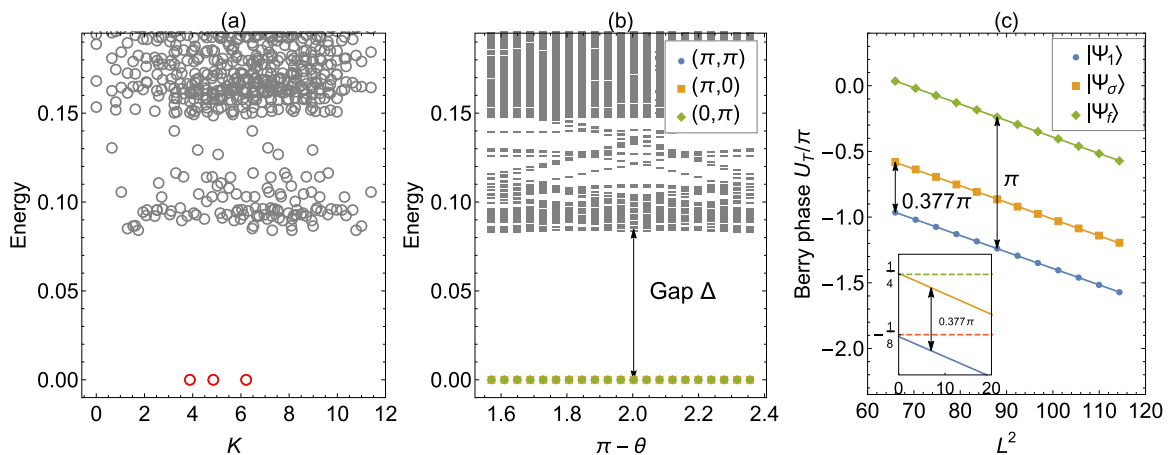 (a)
Energy
0.15
0.10
0.05
0.00
0 2 4 6 8 10 12
K
(b)
Energy
0.15
0.10
0.05
0.00
(π,π)
(π,0)
(0,π)
Gap Δ
1.6 1.8 2.0 2.2 2.4
π − θ
(c)
Berry phase U_T/π
0.0
−0.5
−1.0
−1.5
−2.0
|Ψ₁⟩
|Ψ_σ⟩
|Ψ_f⟩
0.377π
π
1/4
−1/8
0.377π
0 10 20
60 70 80 90 100 110 120
L²